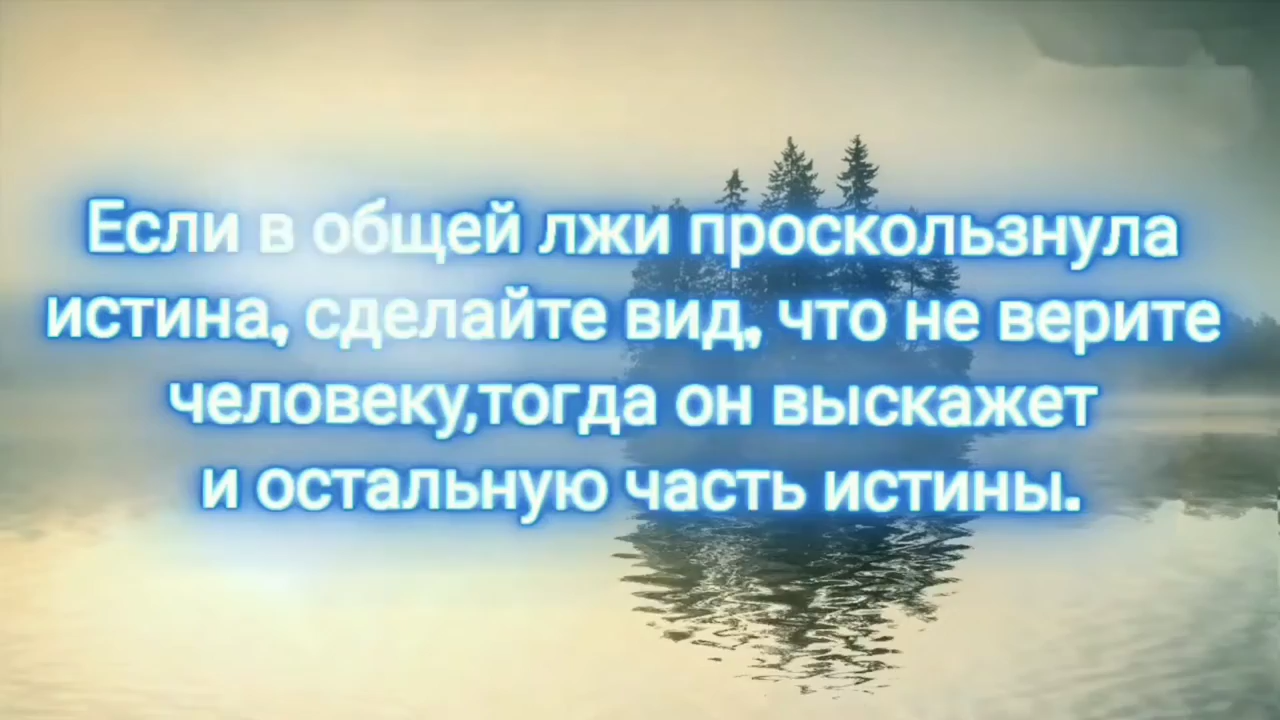 Если в общей лжи проскользнула
истина, сделайте вид, что не верите
человеку,тогда он выскажет
и остальную часть истины.